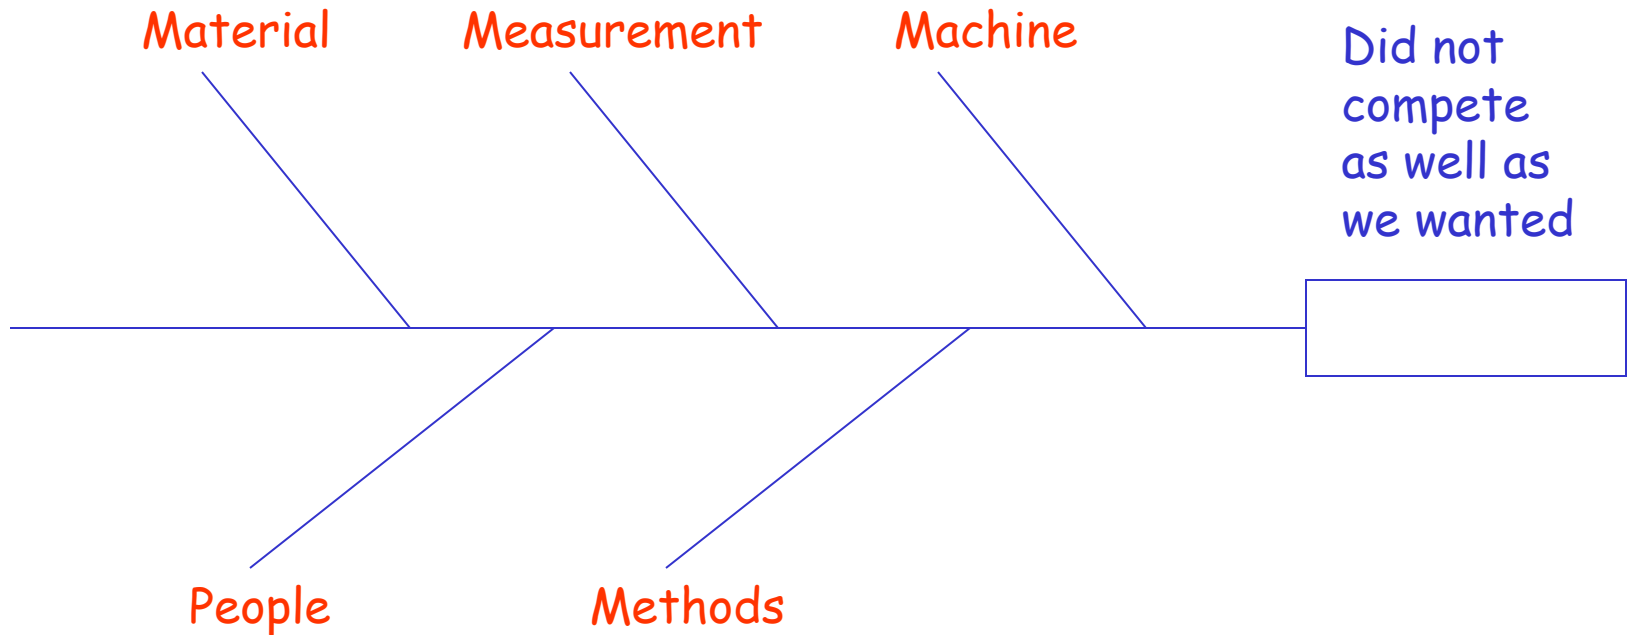 Material
Measurement
Machine
Did not
compete
as well as
we wanted
People
Methods